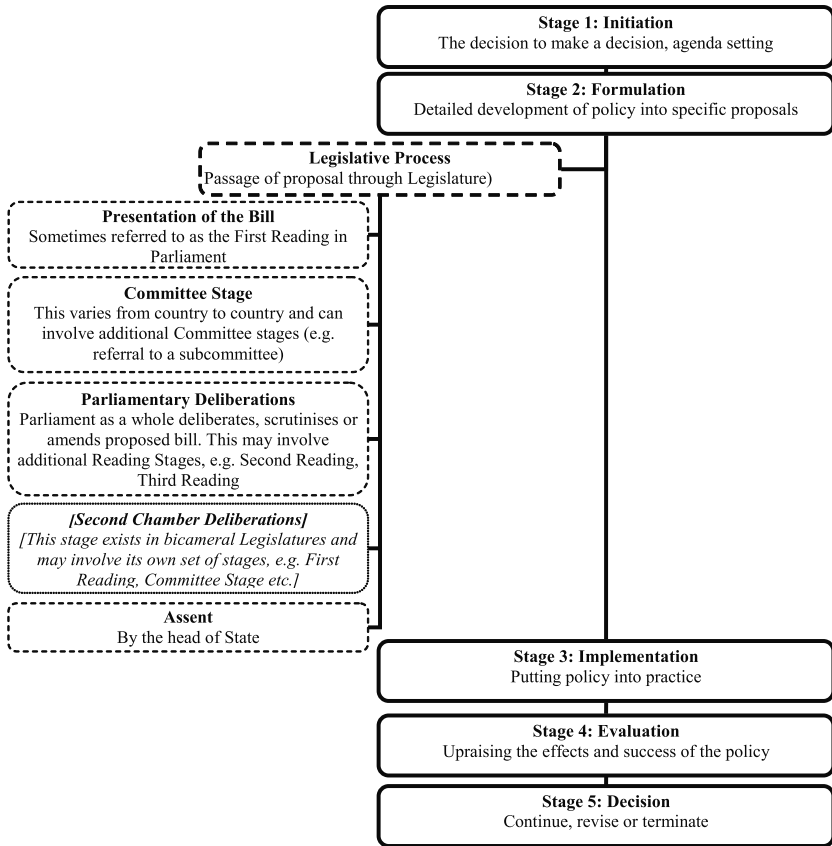 Stage 1: Initiation
The decision to make a decision, agenda setting
Stage 2: Formulation
Detailed development of policy into specific proposals
Legislative Process
Passage of proposal through Legislature)
Presentation of the Bill
Sometimes referred to as the First Reading in
Parliament
Committee Stage
This varies from country to country and can
involve additional Committee stages (e.g.
referral to a subcommittee)
Parliamentary Deliberations
Parliament as a whole deliberates, scrutinises or
amends proposed bill. This may involve
additional Reading Stages, e.g. Second Reading,
Third Reading
[Second Chamber Deliberations]
[This stage exists in bicameral Legislatures and
may involve its own set of stages, e.g. First
Reading, Committee Stage etc.]
Assent
By the head of State
Stage 3: Implementation
Putting policy into practice
Stage 4: Evaluation
Upraising the effects and success of the policy
Stage 5: Decision
Continue, revise or terminate